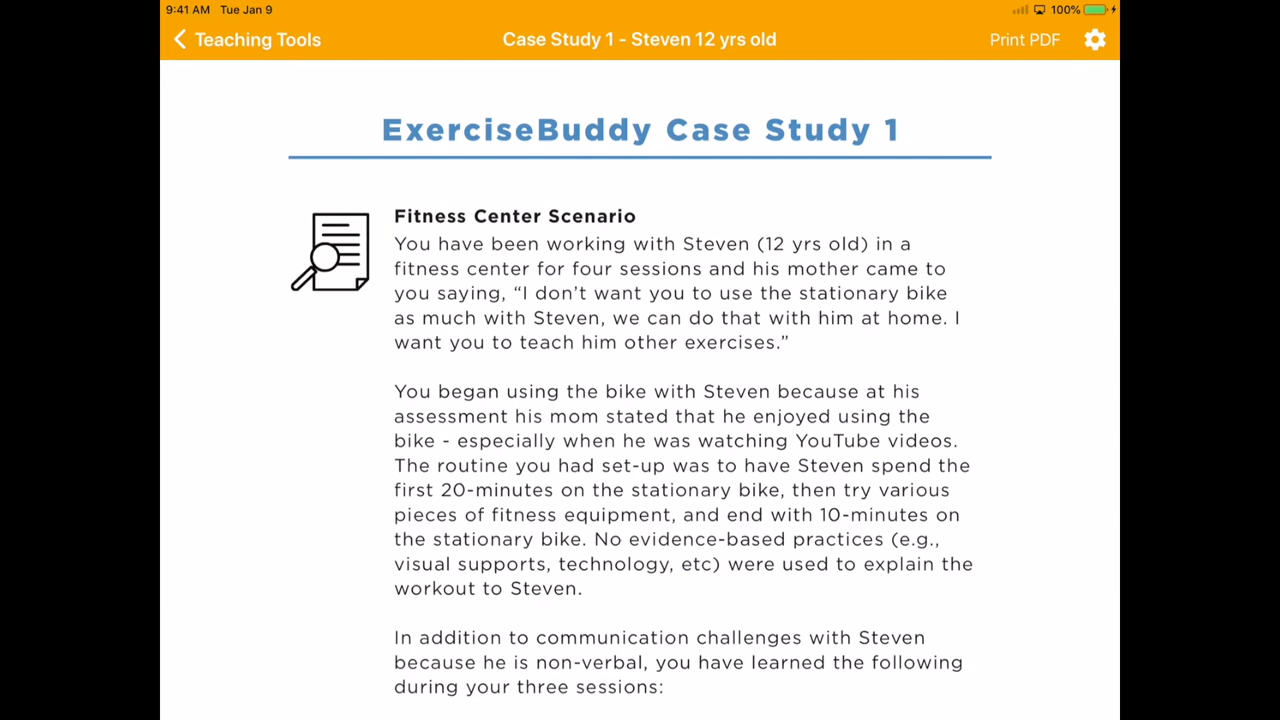 9:41 AM Tue Jan 9
100%
Teaching Tools
Case Study 1 - Steven 12 yrs old
Print PDF
ExerciseBuddy Case Study 1
Fitness Center Scenario
You have been working with Steven (12 yrs old) in a
fitness center for four sessions and his mother came to
you saying, “I don’t want you to use the stationary bike
as much with Steven, we can do that with him at home. I
want you to teach him other exercises.”
You began using the bike with Steven because at his
assessment his mom stated that he enjoyed using the
bike - especially when he was watching YouTube videos.
The routine you had set-up was to have Steven spend the
first 20-minutes on the stationary bike, then try various
pieces of fitness equipment, and end with 10-minutes on
the stationary bike. No evidence-based practices (e.g.,
visual supports, technology, etc) were used to explain the
workout to Steven.
In addition to communication challenges with Steven
because he is non-verbal, you have learned the following
during your three sessions: